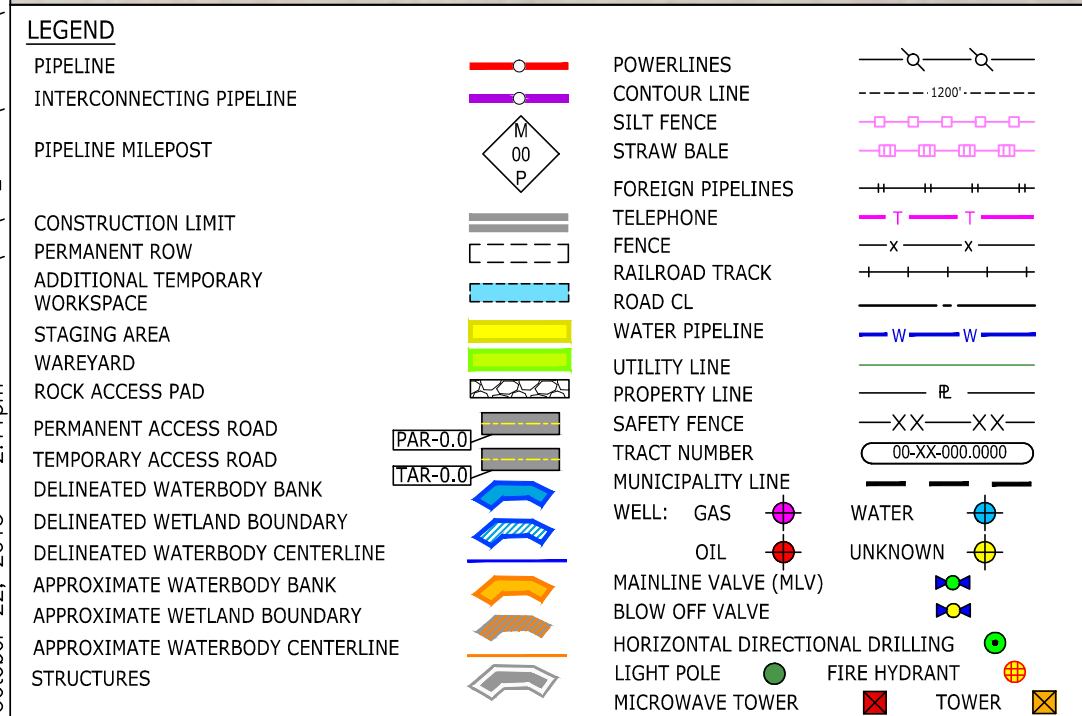 LEGEND
PIPELINE
INTERCONNECTING PIPELINE
PIPELINE MILEPOST
M
00
P
CONSTRUCTION LIMIT
PERMANENT ROW
ADDITIONAL TEMPORARY
WORKSPACE
STAGING AREA
WAREYARD
ROCK ACCESS PAD
PERMANENT ACCESS ROAD
PAR-0.0
TEMPORARY ACCESS ROAD
TAR-0.0
DELINEATED WATERBODY BANK
DELINEATED WETLAND BOUNDARY
DELINEATED WATERBODY CENTERLINE
APPROXIMATE WATERBODY BANK
APPROXIMATE WETLAND BOUNDARY
APPROXIMATE WATERBODY CENTERLINE
STRUCTURES
POWERLINES
CONTOUR LINE 1200'
SILT FENCE
STRAW BALE
FOREIGN PIPELINES
TELEPHONE T T
FENCE x x
RAILROAD TRACK
ROAD CL
WATER PIPELINE W W
UTILITY LINE
PROPERTY LINE ⅊
SAFETY FENCE XX XX
TRACT NUMBER 00-XX-000.0000
MUNICIPALITY LINE
WELL: GAS WATER
OIL UNKNOWN
MAINLINE VALVE (MLV)
BLOW OFF VALVE
HORIZONTAL DIRECTIONAL DRILLING
LIGHT POLE FIRE HYDRANT
MICROWAVE TOWER TOWER